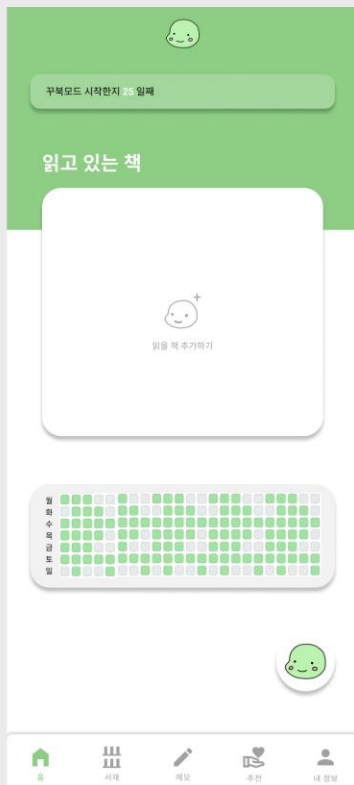 꾸북모드 시작한지 25 일째
읽고 있는 책
읽을 책 추가하기
월
화
수
목
금
토
일
홈
서재
메모
추천
내 정보